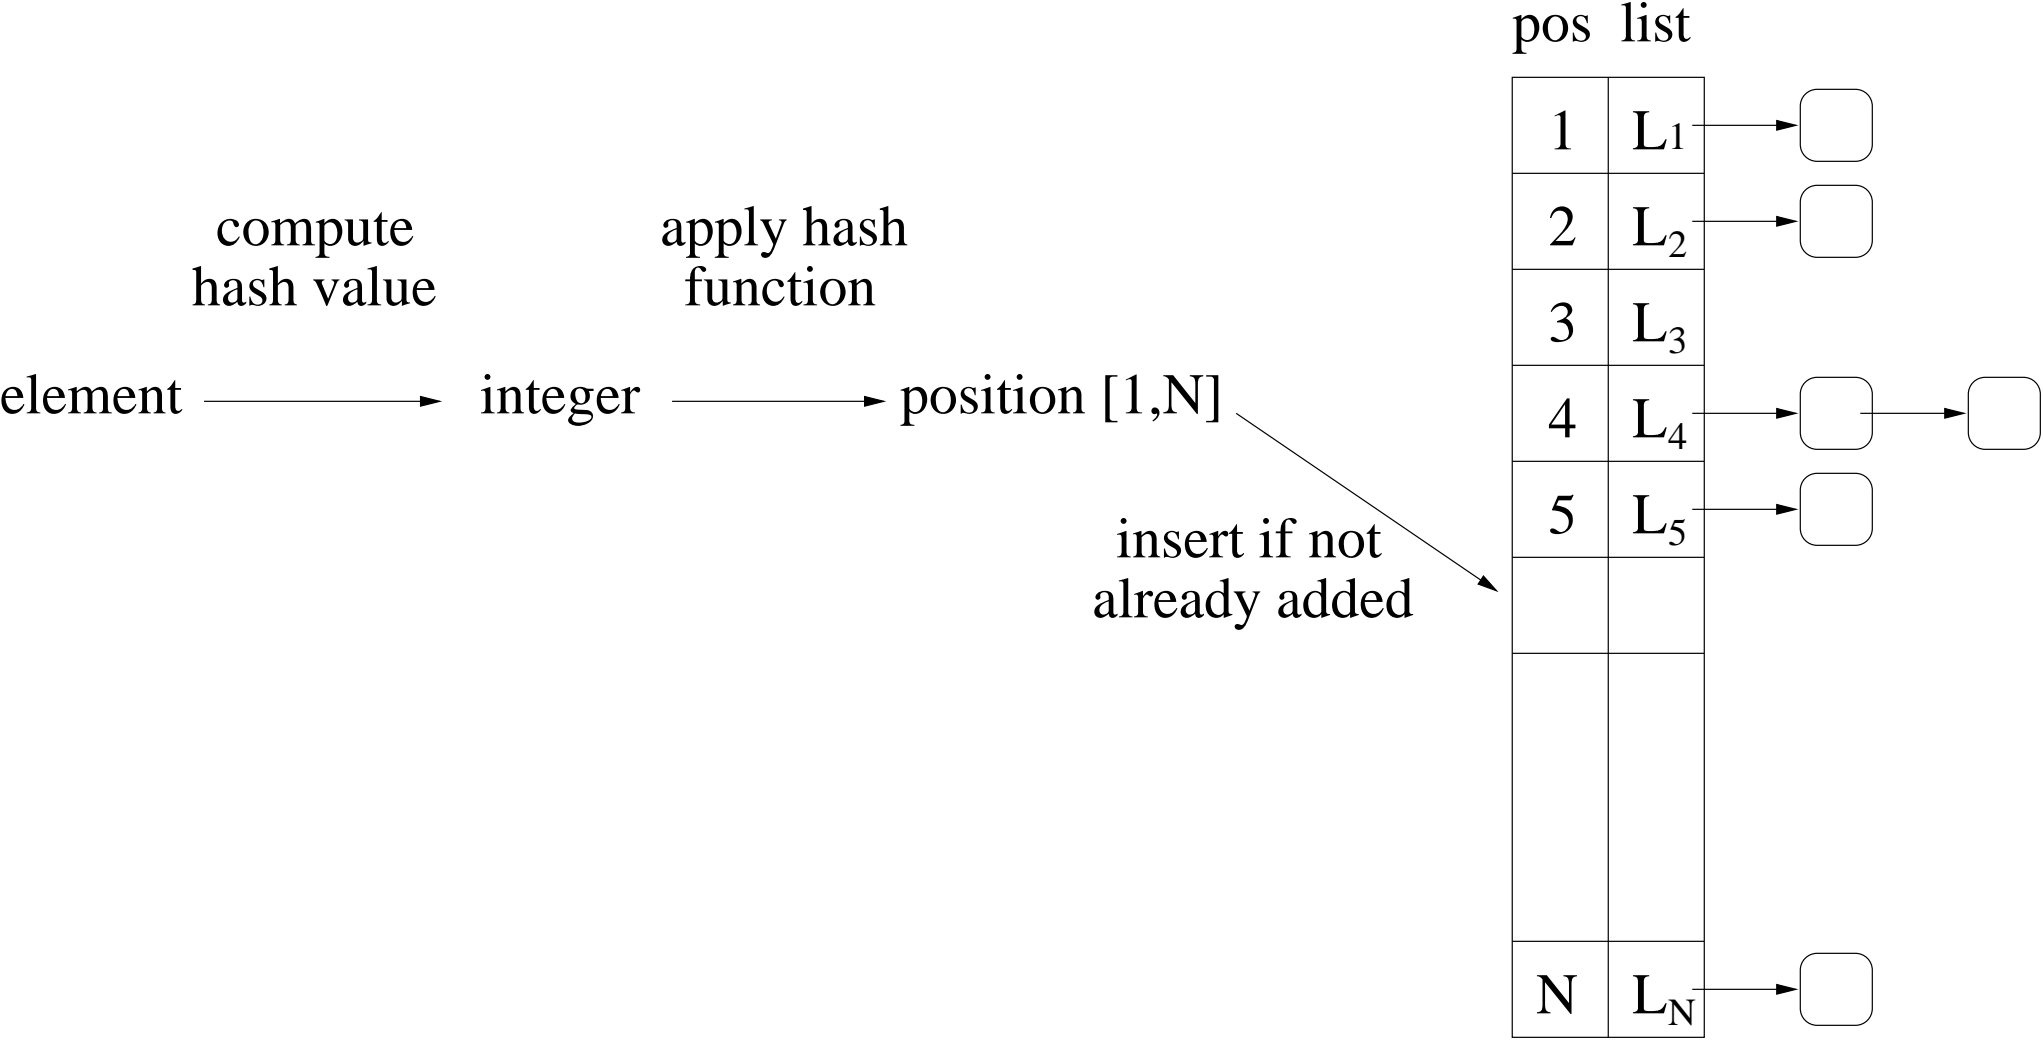 pos list
1 L1
compute
hash value
apply hash
function
2 L2
3 L3
element integer position [1,N]
4 L4
5 L5
insert if not
already added
N LN